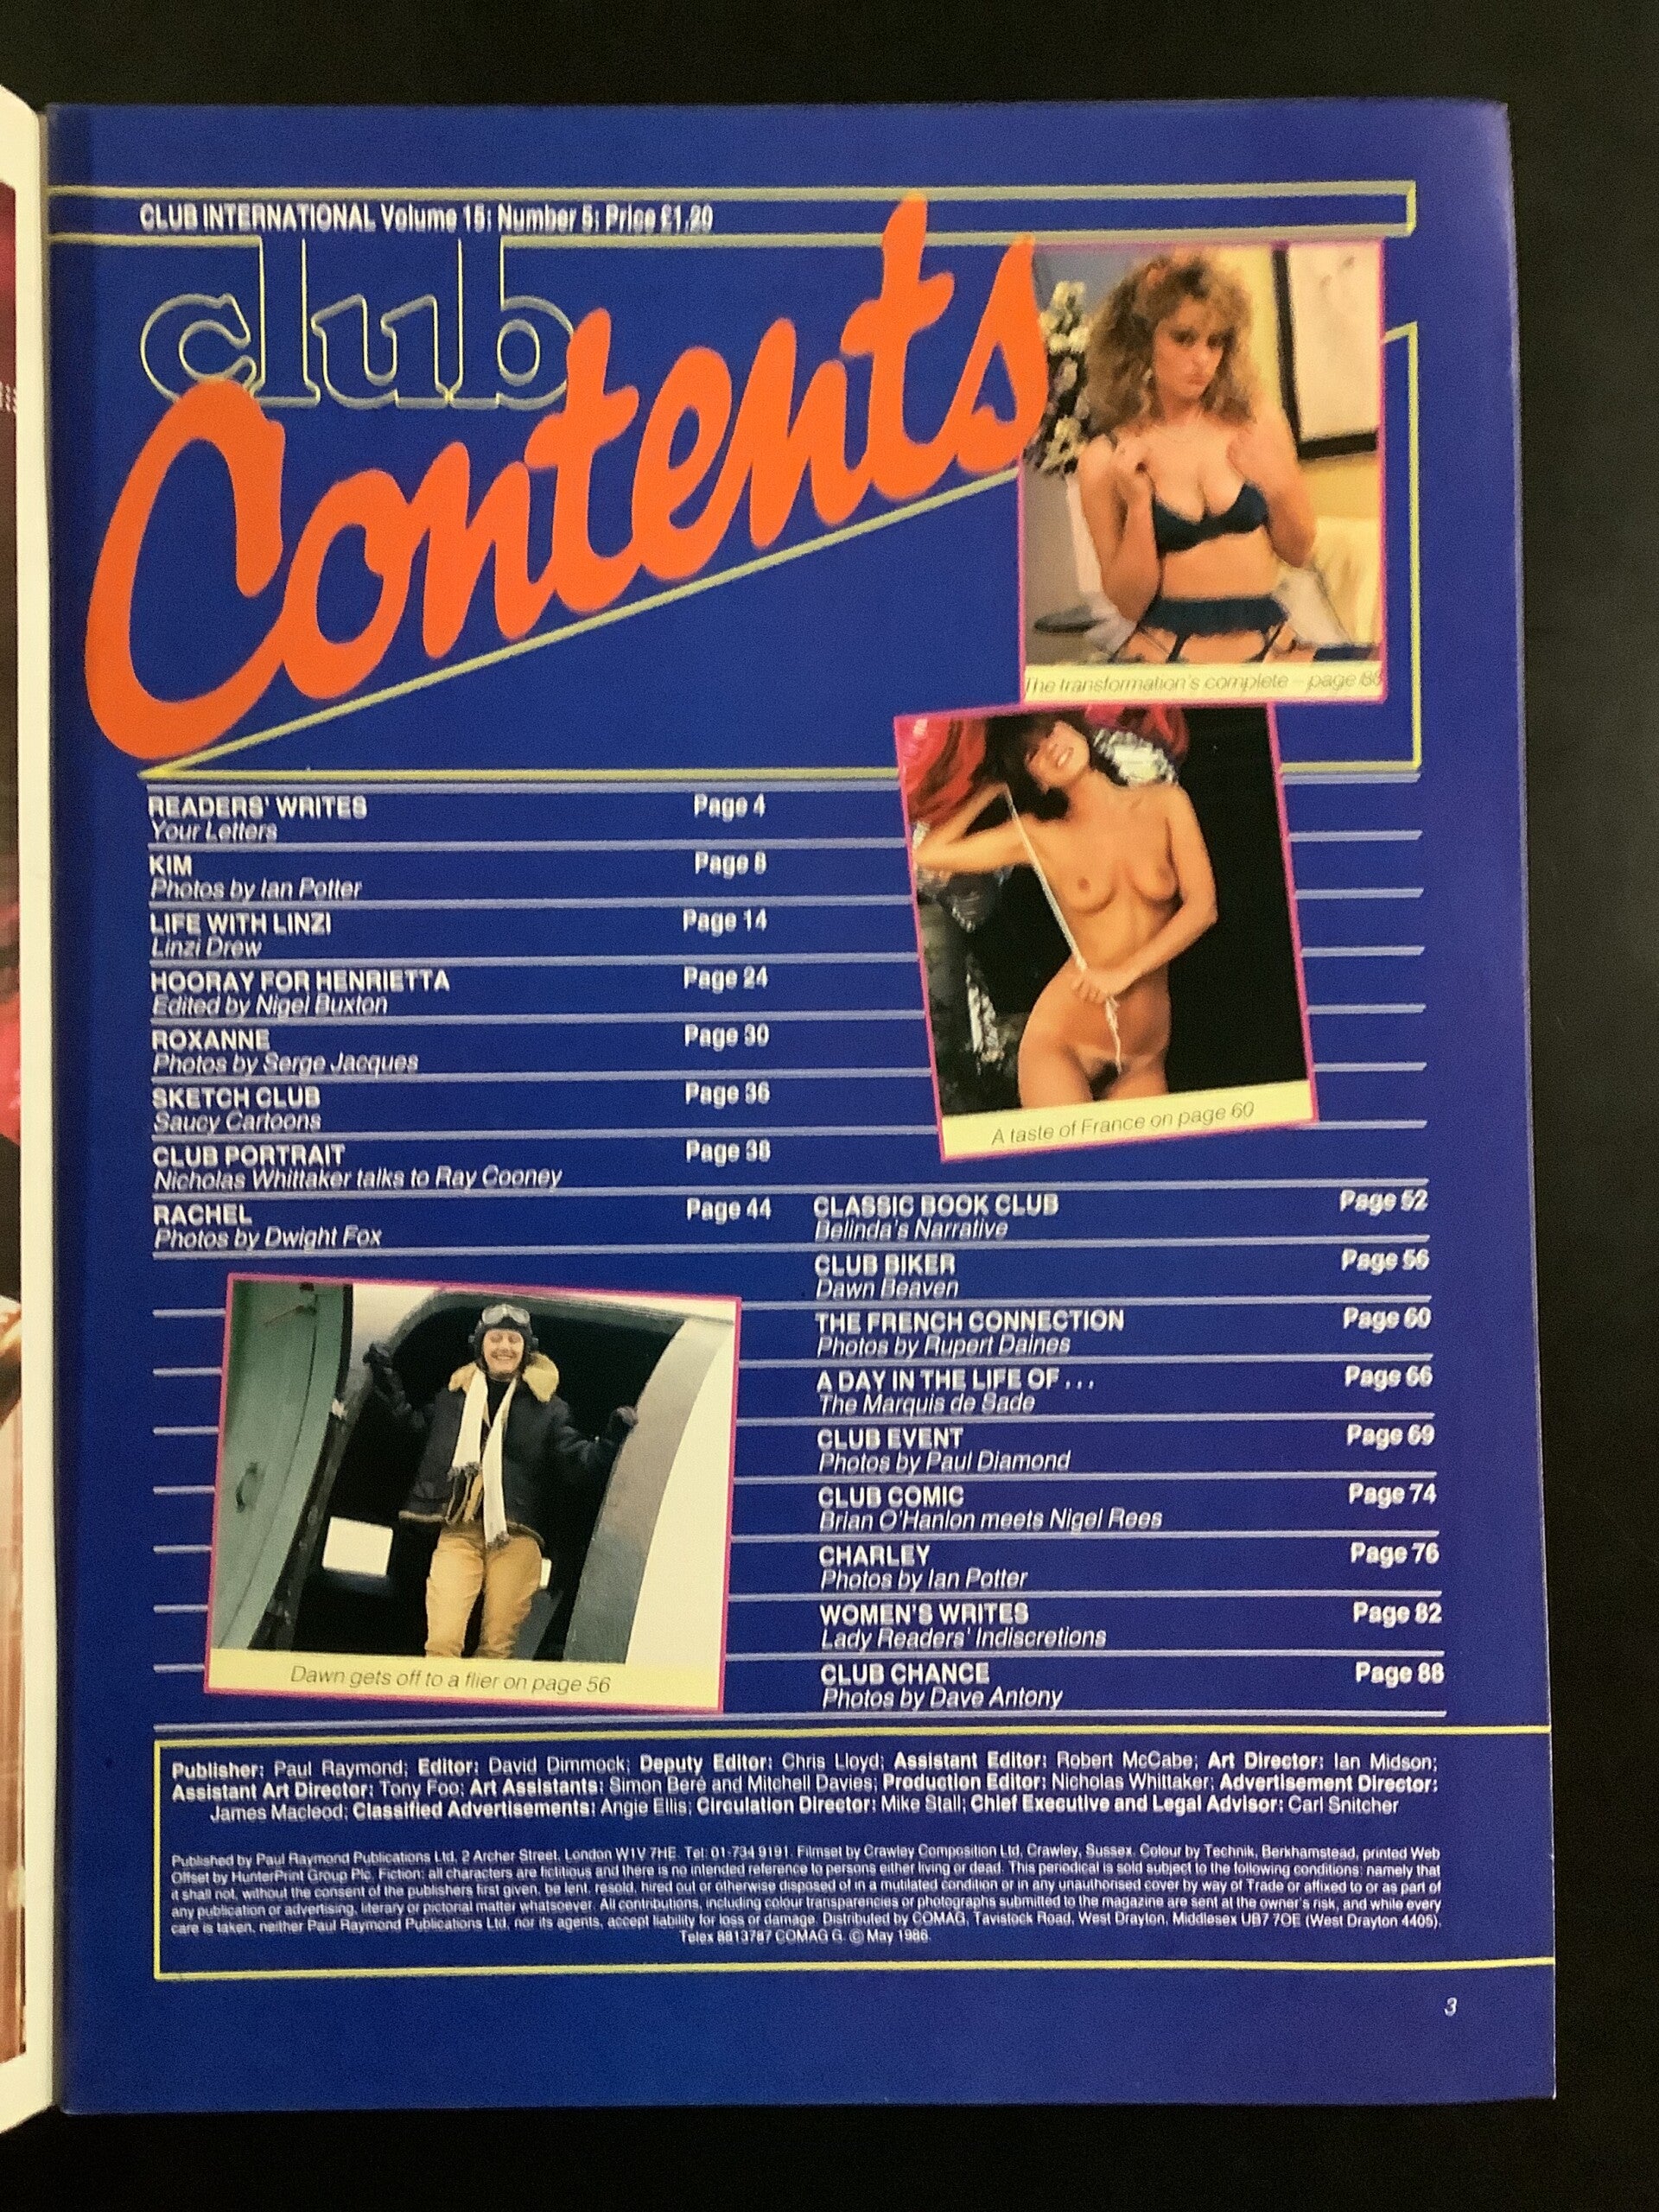 CLUB INTERNATIONAL Volume 15; Number 5; Price £1.20
club
Contents
The transformation's complete – page 88
READERS' WRITES Page 4
Your Letters
KIM Page 8
Photos by Ian Potter
LIFE WITH LINZI Page 14
Linzi Drew
HOORAY FOR HENRIETTA Page 24
Edited by Nigel Buxton
ROXANNE Page 30
Photos by Serge Jacques
SKETCH CLUB Page 36
Saucy Cartoons
CLUB PORTRAIT Page 38
Nicholas Whittaker talks to Ray Cooney
RACHEL Page 44
Photos by Dwight Fox
A taste of France on page 60
CLASSIC BOOK CLUB Page 52
Belinda's Narrative
CLUB BIKER Page 56
Dawn Beaven
THE FRENCH CONNECTION Page 60
Photos by Rupert Daines
A DAY IN THE LIFE OF . . . Page 66
The Marquis de Sade
CLUB EVENT Page 69
Photos by Paul Diamond
CLUB COMIC Page 74
Brian O'Hanlon meets Nigel Rees
CHARLEY Page 76
Photos by Ian Potter
WOMEN'S WRITES Page 82
Lady Readers' Indiscretions
CLUB CHANCE Page 88
Photos by Dave Antony
Dawn gets off to a flier on page 56
Publisher: Paul Raymond; Editor: David Dimmock; Deputy Editor: Chris Lloyd; Assistant Editor: Robert McCabe; Art Director: Ian Midson;
Assistant Art Director: Tony Foo; Art Assistants: Simon Beré and Mitchell Davies; Production Editor: Nicholas Whittaker; Advertisement Director:
James Macleod; Classified Advertisements: Angie Ellis; Circulation Director: Mike Stall; Chief Executive and Legal Advisor: Carl Snitcher
Published by Paul Raymond Publications Ltd, 2 Archer Street, London W1V 7HE. Tel: 01-734 9191. Filmset by Crawley Composition Ltd, Crawley, Sussex. Colour by Technik, Berkhamstead, printed Web
Offset by HunterPrint Group Plc. Fiction: all characters are fictitious and there is no intended reference to persons either living or dead. This periodical is sold subject to the following conditions: namely that
it shall not, without the consent of the publishers first given, be lent, resold, hired out or otherwise disposed of in a mutilated condition or in any unauthorised cover by way of Trade or affixed to or as part of
any publication or advertising, literary or pictorial matter whatsoever. All contributions, including colour transparencies or photographs submitted to the magazine are sent at the owner's risk, and while every
care is taken, neither Paul Raymond Publications Ltd, nor its agents, accept liability for loss or damage. Distributed by COMAG, Tavistock Road, West Drayton, Middlesex UB7 7OE (West Drayton 4405).
Telex 8813787 COMAG G. © May 1986.
3